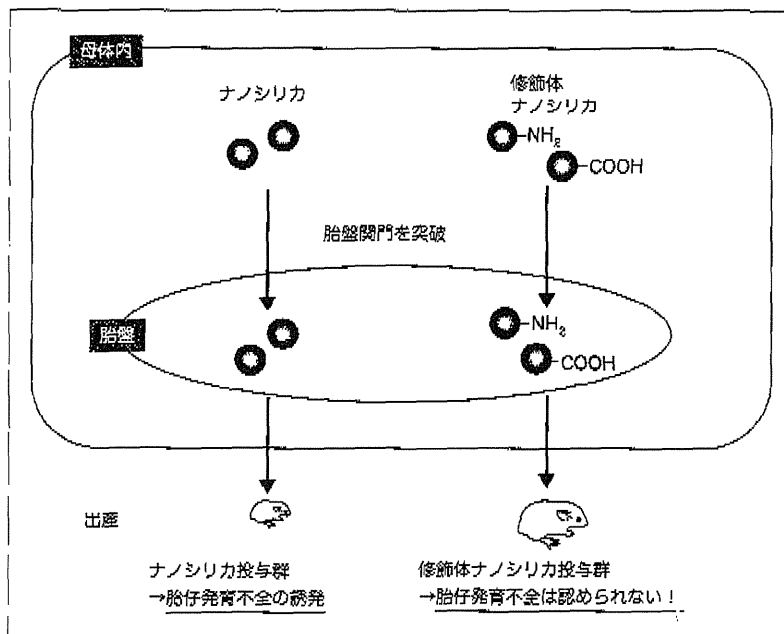 母体内
ナノシリカ
修飾体
ナノシリカ
-NH₂
-COOH
胎盤関門を突破
胎盤
-NH₂
-COOH
出産
ナノシリカ投与群
→胎仔発育不全の誘発
修飾体ナノシリカ投与群
→胎仔発育不全は認められない！